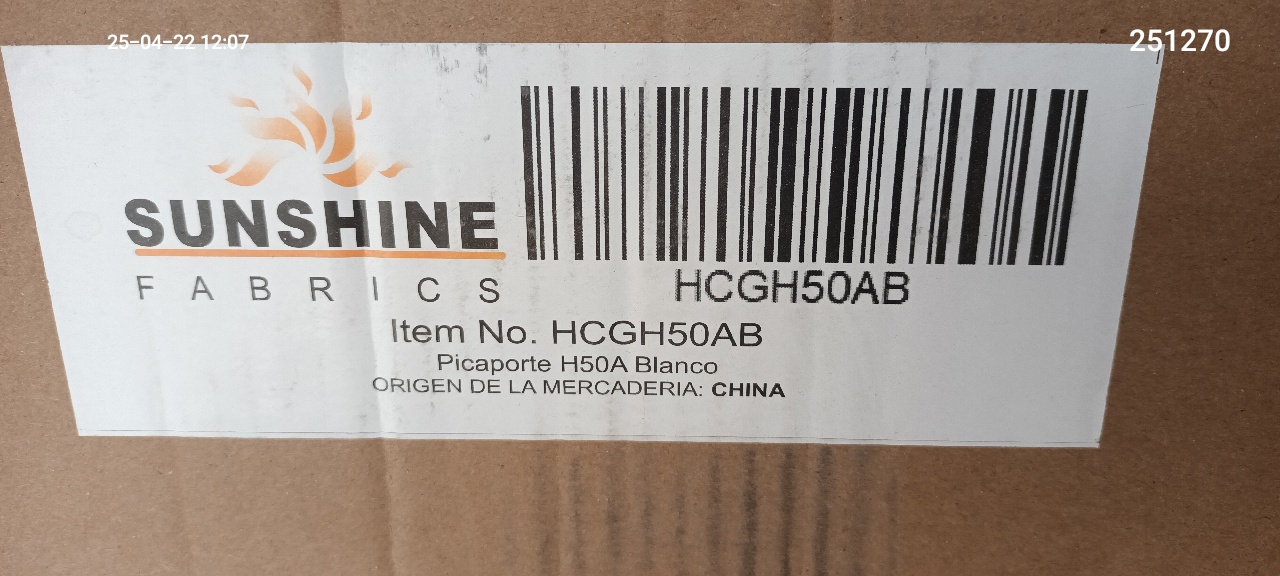 25-04-22 12:07
251270
SUNSHINE
FABRICS
HCGH50AB
Item No. HCGH50AB
Picaporte H50A Blanco
ORIGEN DE LA MERCADERIA: CHINA